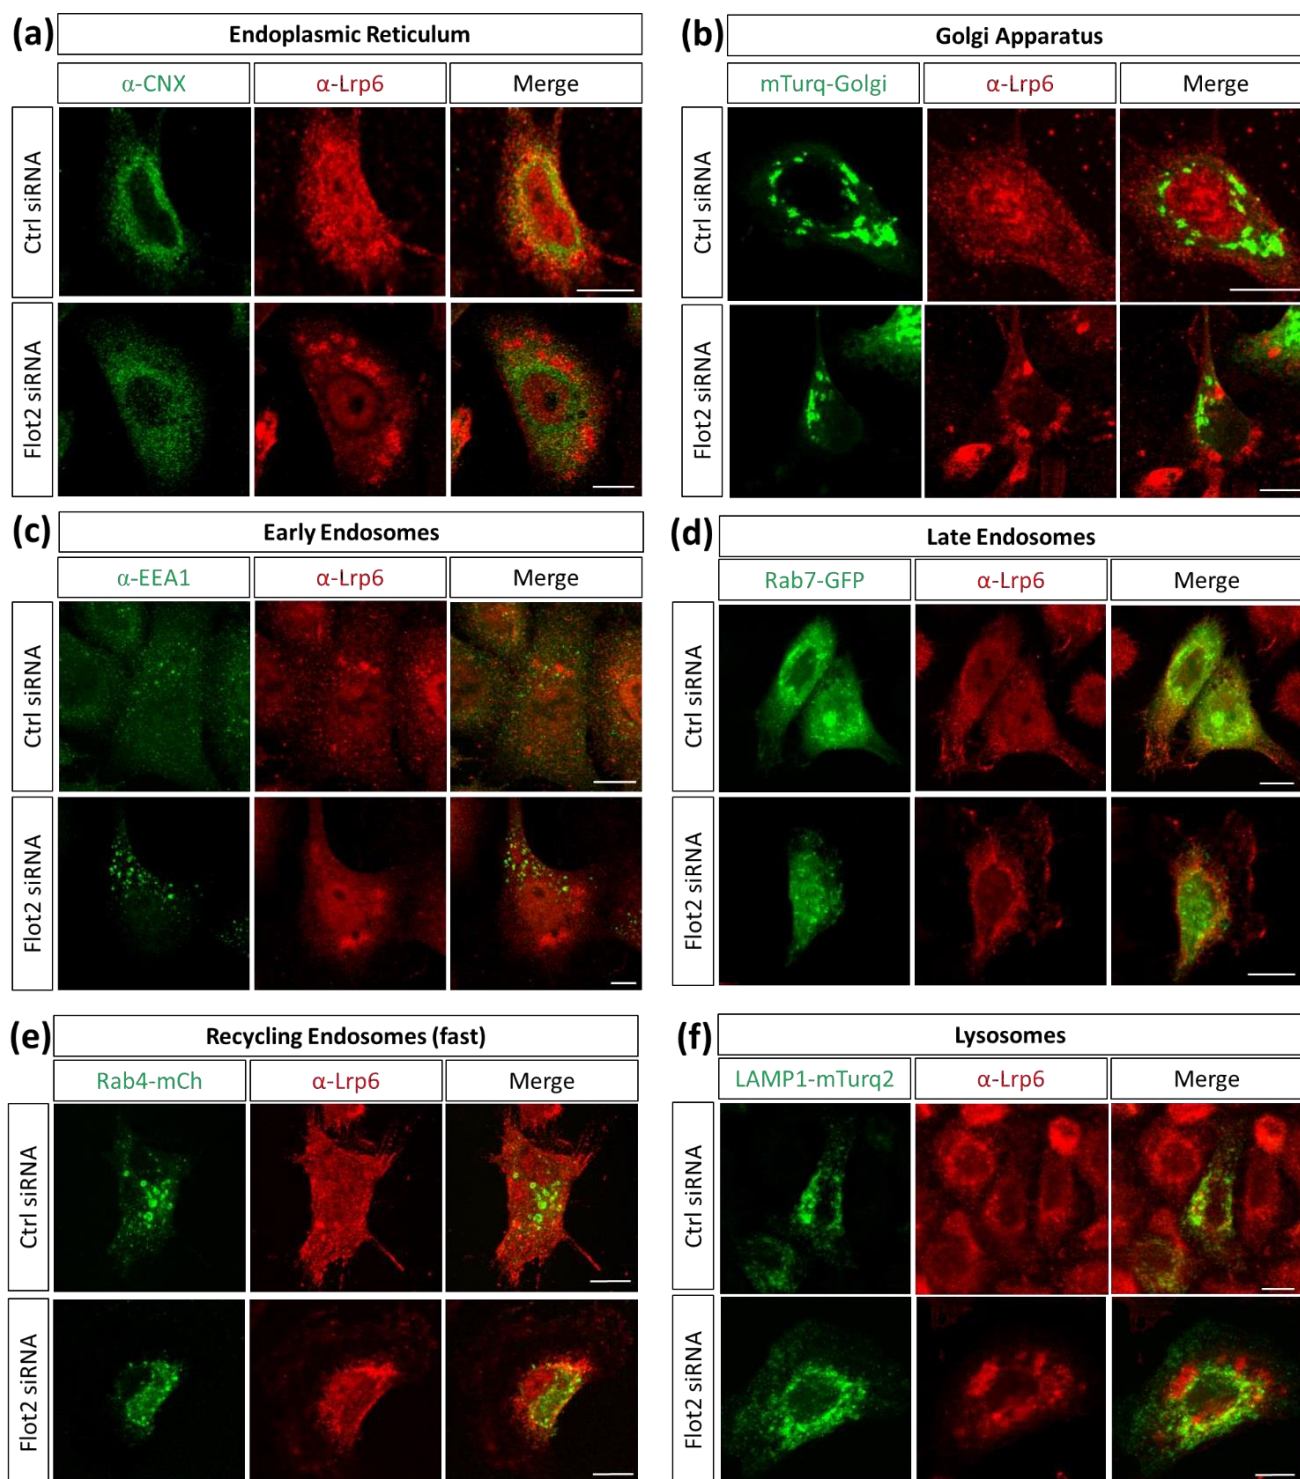 (a)
Endoplasmic Reticulum
α-CNX
α-Lrp6
Merge
Ctrl siRNA
Flot2 siRNA
(b)
Golgi Apparatus
mTurq-Golgi
α-Lrp6
Merge
Ctrl siRNA
Flot2 siRNA
(c)
Early Endosomes
α-EEA1
α-Lrp6
Merge
Ctrl siRNA
Flot2 siRNA
(d)
Late Endosomes
Rab7-GFP
α-Lrp6
Merge
Ctrl siRNA
Flot2 siRNA
(e)
Recycling Endosomes (fast)
Rab4-mCh
α-Lrp6
Merge
Ctrl siRNA
Flot2 siRNA
(f)
Lysosomes
LAMP1-mTurq2
α-Lrp6
Merge
Ctrl siRNA
Flot2 siRNA